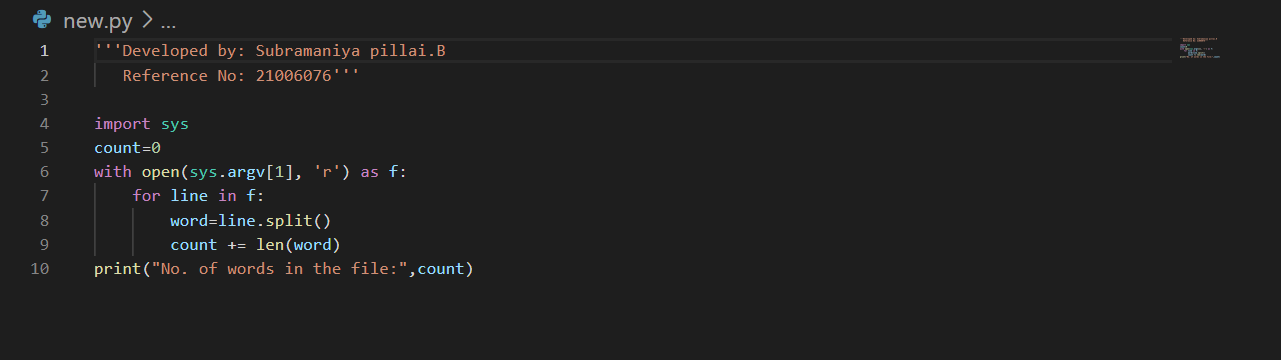 new.py > ...
1 '''Developed by: Subramaniya pillai.B
2    Reference No: 21006076'''
3
4 import sys
5 count=0
6 with open(sys.argv[1], 'r') as f:
7     for line in f:
8         word=line.split()
9         count += len(word)
10 print("No. of words in the file:",count)